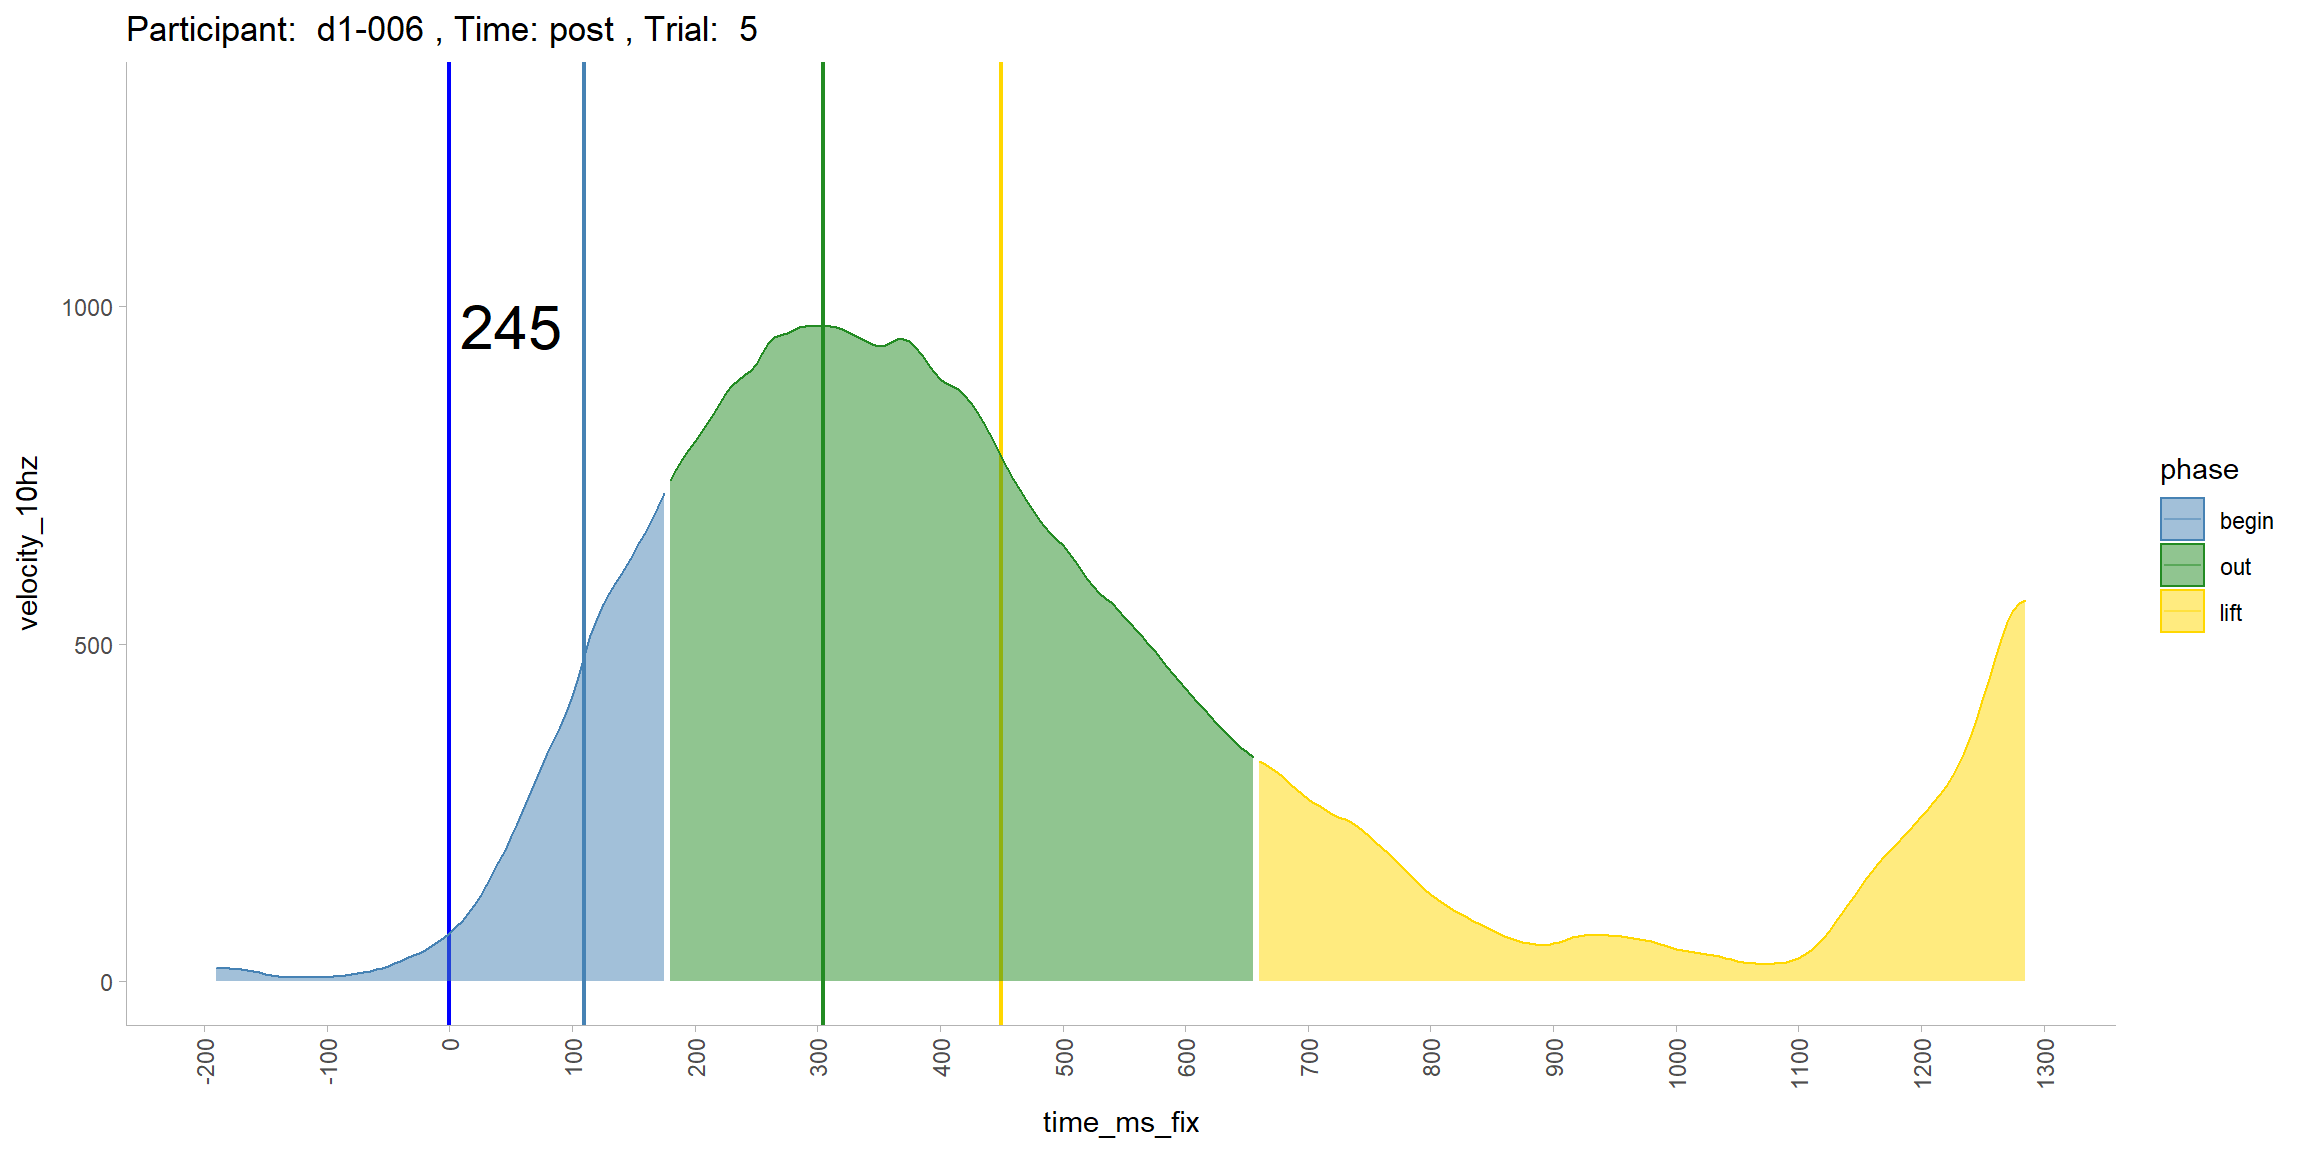 Participant:  d1-006 , Time: post , Trial:  5
245
1000
500
0
velocity_10hz
-200
-100
0
100
200
300
400
500
600
700
800
900
1000
1100
1200
1300
time_ms_fix
phase
begin
out
lift